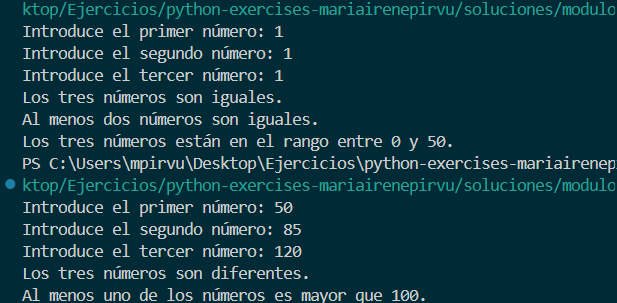 ktop/Ejercicios/python-exercises-mariairenepirvu/soluciones/modulo
Introduce el primer número: 1
Introduce el segundo número: 1
Introduce el tercer número: 1
Los tres números son iguales.
Al menos dos números son iguales.
Los tres números están en el rango entre 0 y 50.
PS C:\Users\mpirvu\Desktop\Ejercicios\python-exercises-mariairenepi
ktop/Ejercicios/python-exercises-mariairenepirvu/soluciones/modulo
Introduce el primer número: 50
Introduce el segundo número: 85
Introduce el tercer número: 120
Los tres números son diferentes.
Al menos uno de los números es mayor que 100.